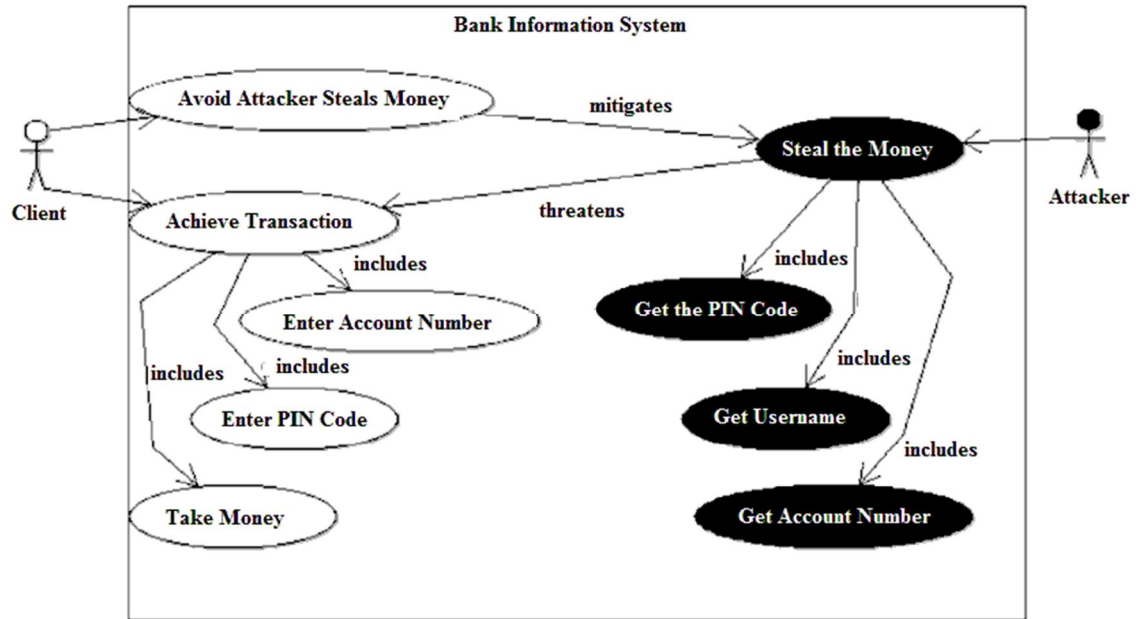 Bank Information System
Avoid Attacker Steals Money
mitigates
Steal the Money
Client
Attacker
Achieve Transaction
threatens
includes
includes
Get the PIN Code
Enter Account Number
includes
includes
includes
Enter PIN Code
Get Username
includes
Take Money
Get Account Number